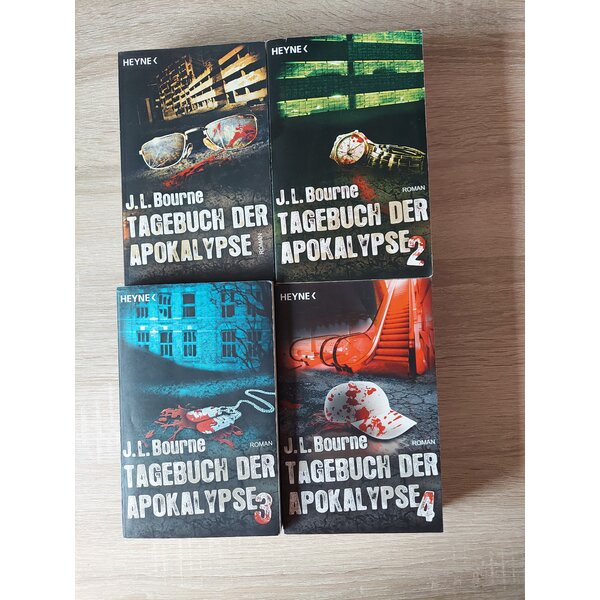 HEYNE
J. L. Bourne
TAGEBUCH DER
APOKALYPSE
ROMAN
HEYNE
ROMAN
J. L. Bourne
TAGEBUCH DER
APOKALYPSE 2
HEYNE
ROMAN
J. L. Bourne
TAGEBUCH DER
APOKALYPSE 3
HEYNE
ROMAN
J. L. Bourne
TAGEBUCH DER
APOKALYPSE 4